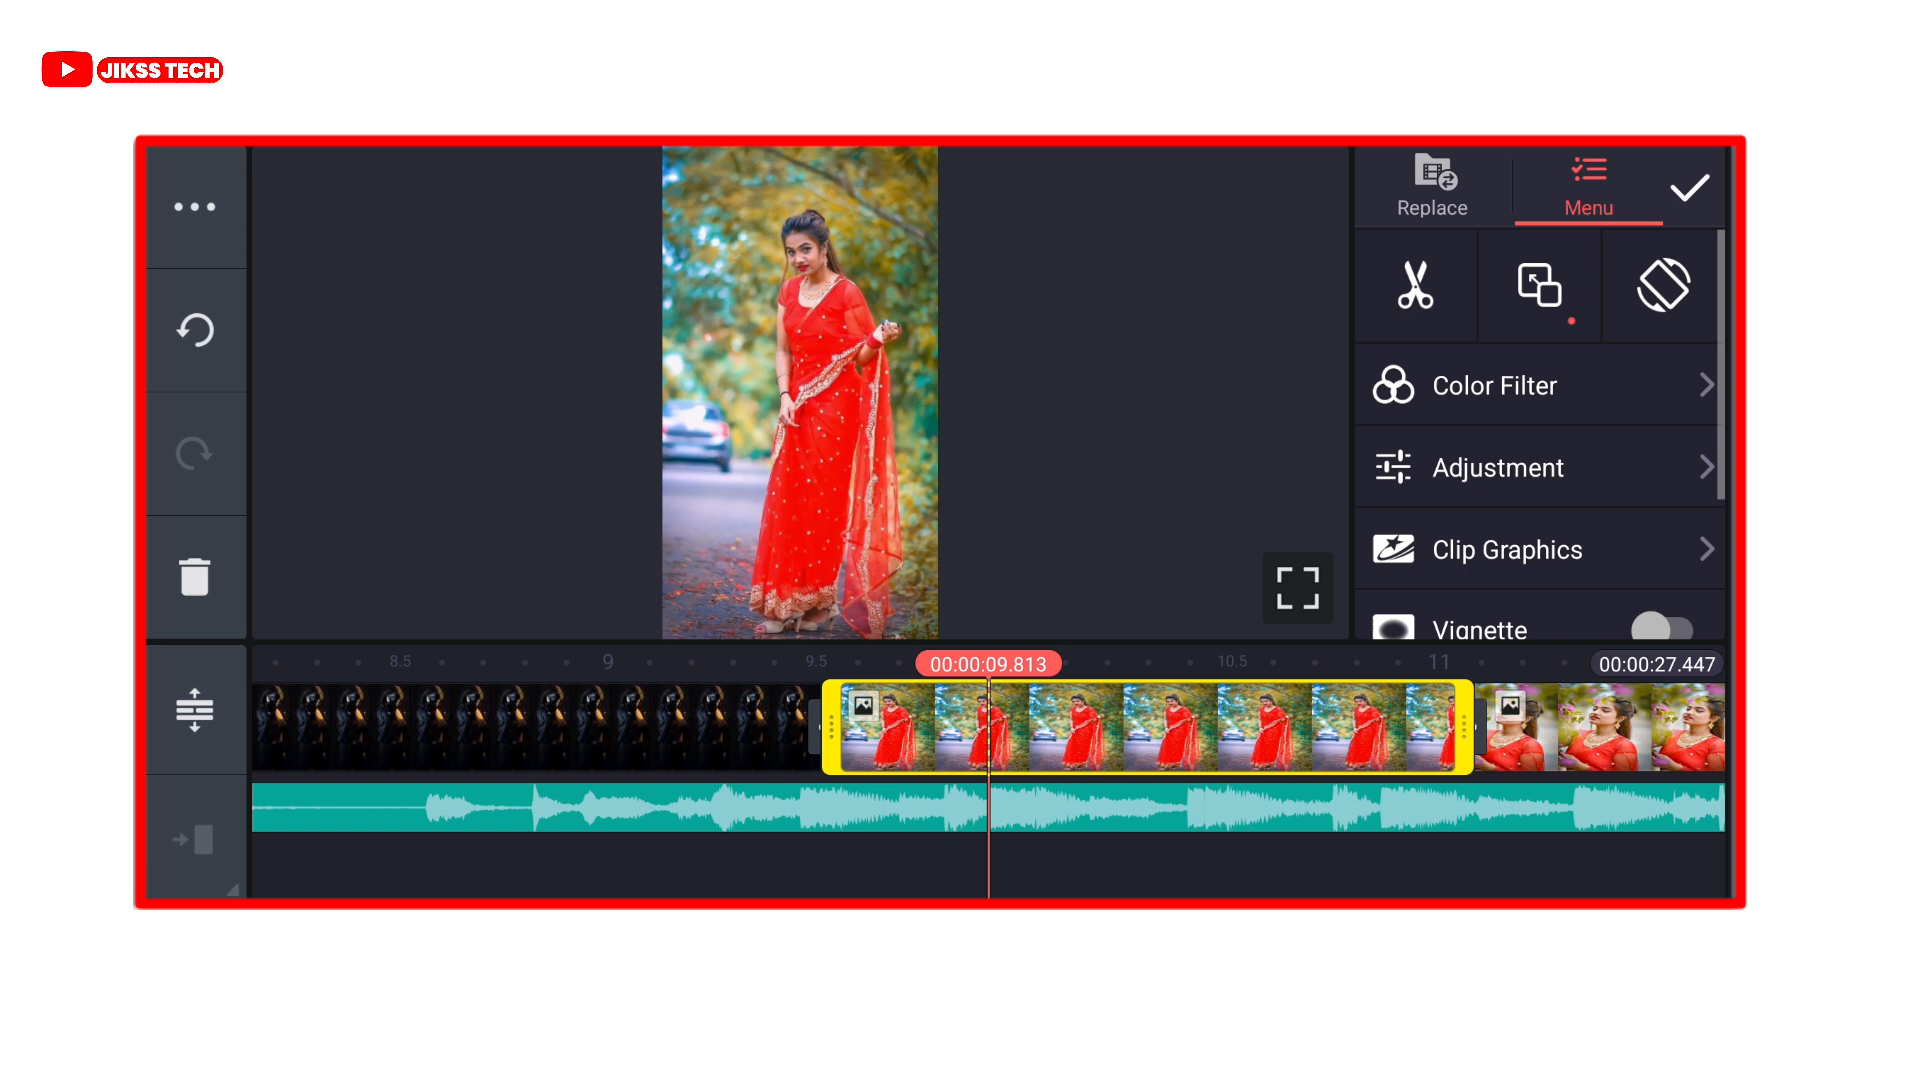 JIKSS TECH
Replace
Menu
Color Filter
Adjustment
Clip Graphics
Vignette
8.5
9
9.5
00:00:09.813
10.5
11
00:00:27.447